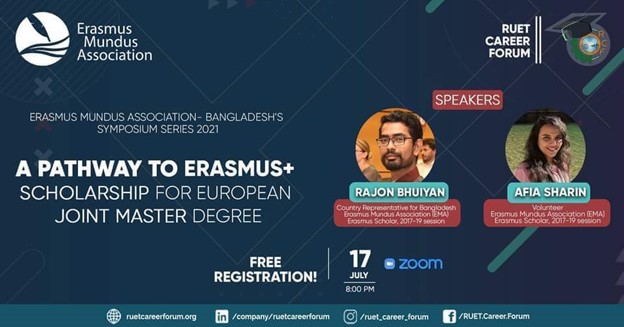 Erasmus
Mundus
Association
RUET
CAREER
FORUM
ERASMUS MUNDUS ASSOCIATION- BANGLADESH'S
SYMPOSIUM SERIES 2021
A PATHWAY TO ERASMUS+
SCHOLARSHIP FOR EUROPEAN
JOINT MASTER DEGREE
SPEAKERS
RAJON BHUIYAN
Country Representative for Bangladesh
Erasmus Mundus Association (EMA)
Erasmus Scholar, 2017-19 session
AFIA SHARIN
Volunteer
Erasmus Mundus Association (EMA)
Erasmus Scholar, 2017-19 session
FREE
REGISTRATION!
17
JULY
8:00 PM
zoom
ruetcareerforum.org
/company/ruetcareerforum
/ruet_career_forum
/RUET.Career.Forum